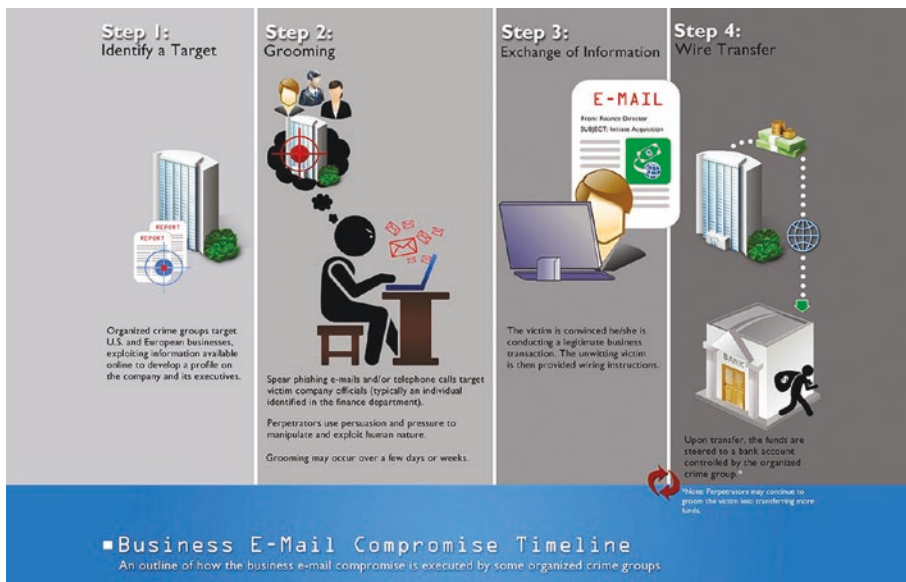 Step 1:
Identify a Target
REPORT
REPORT
Organized crime groups target
U.S. and European businesses,
exploiting information available
online to develop a profile on
the company and its executives.
Step 2:
Grooming
Spear phishing e-mails and/or telephone calls target
victim company officials (typically an individual
identified in the finance department).
Perpetrators use persuasion and pressure to
manipulate and exploit human nature.
Grooming may occur over a few days or weeks.
Step 3:
Exchange of Information
E-MAIL
From: Finance Director
SUBJECT: Initiate Acquisition
The victim is convinced he/she is
conducting a legitimate business
transaction. The unwitting victim
is then provided wiring instructions.
Step 4:
Wire Transfer
BANK
Upon transfer, the funds are
steered to a bank account
controlled by the organized
crime group.*
*Note: Perpetrators may continue to
groom the victim into transferring more
funds.
Business E-Mail Compromise Timeline
An outline of how the business e-mail compromise is executed by some organized crime groups